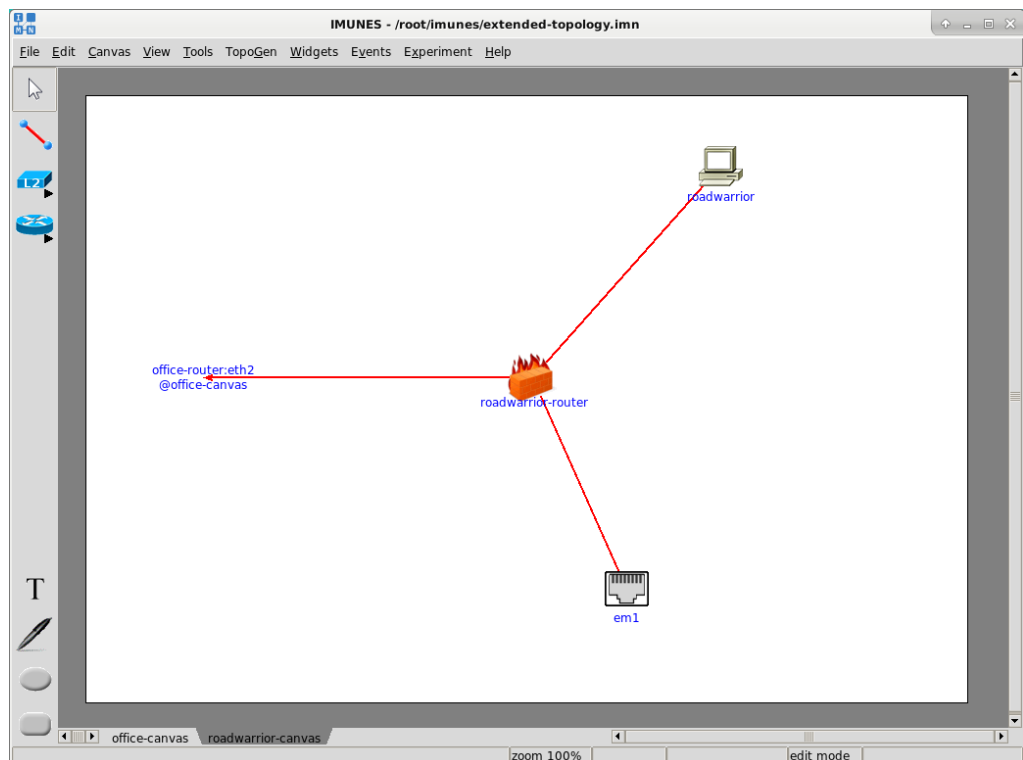 IMUNES - /root/imunes/extended-topology.imn
File Edit Canvas View Tools TopoGen Widgets Events Experiment Help
L2
roadwarrior
office-router:eth2
@office-canvas
roadwarrior-router
T
em1
office-canvas roadwarrior-canvas
zoom 100% edit mode